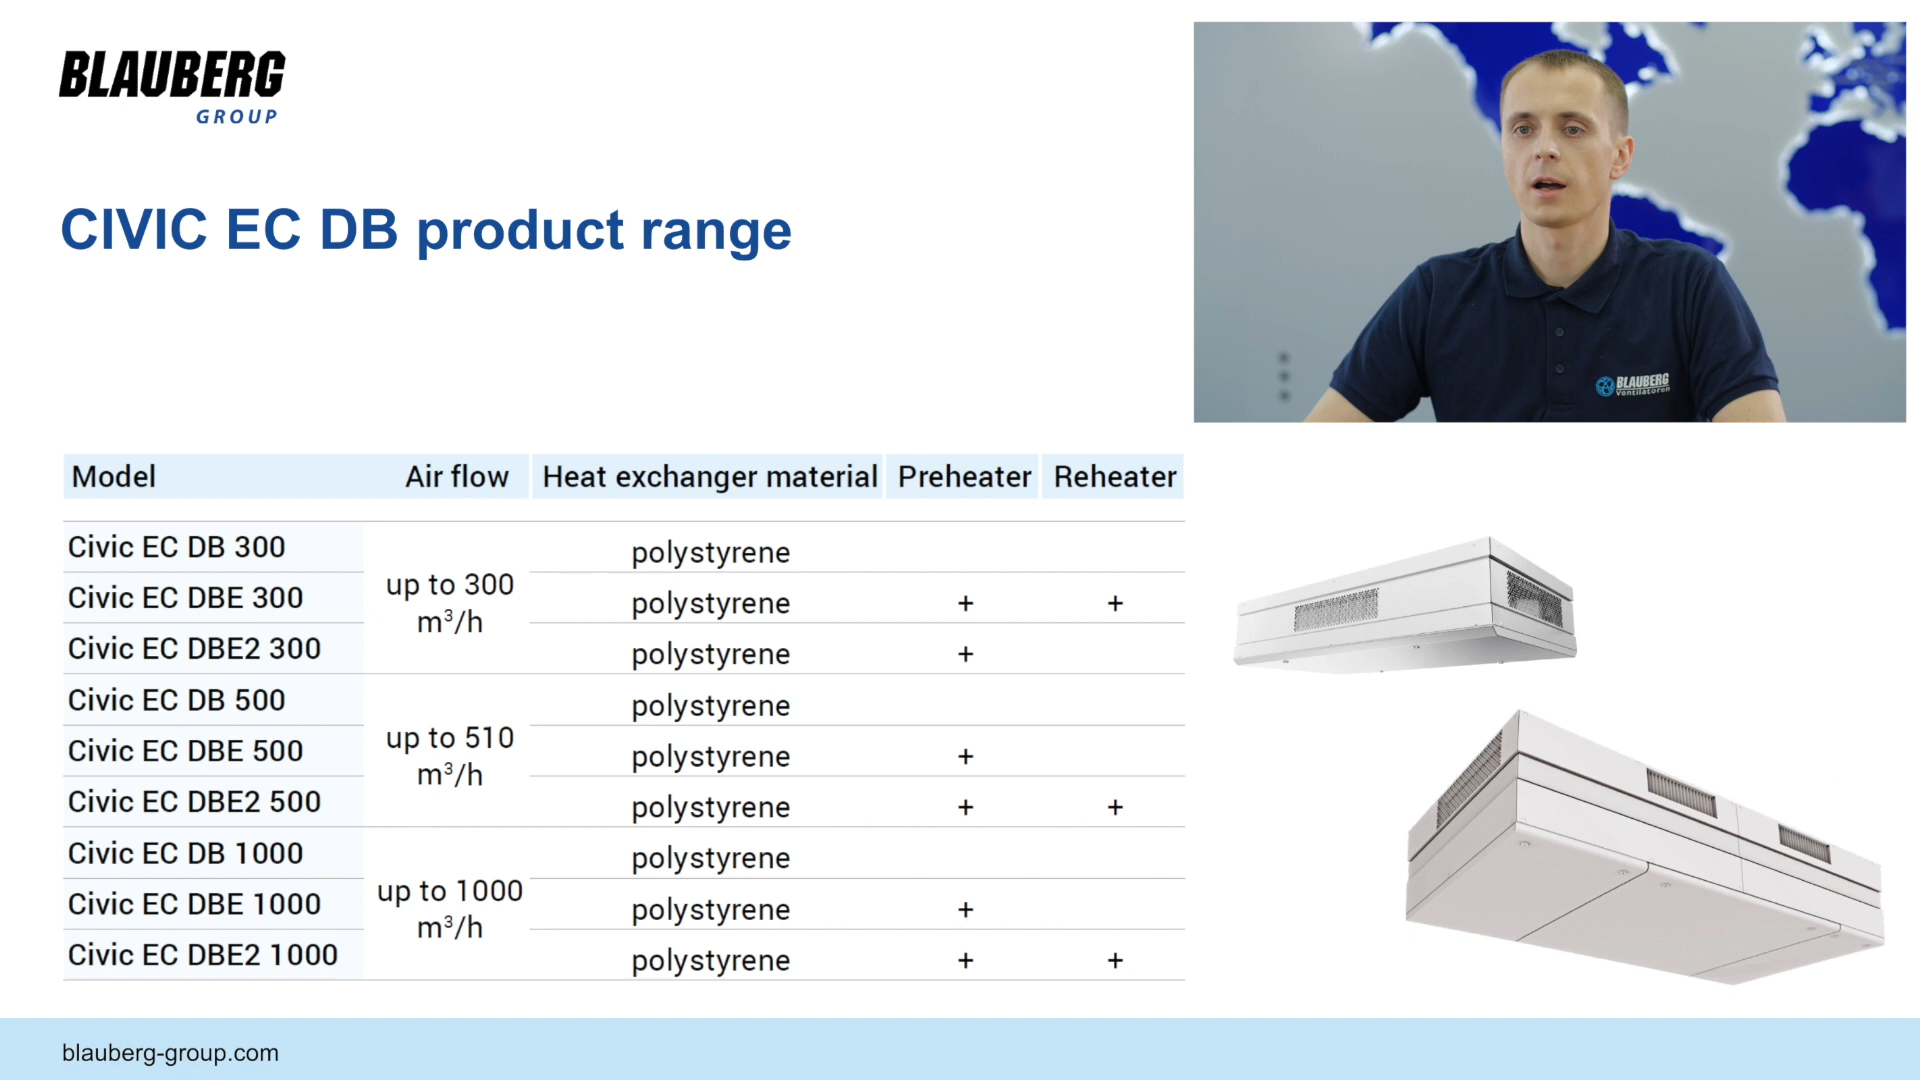 BLAUBERG
GROUP
CIVIC EC DB product range
BLAUBERG
Ventilatoren
Model Air flow Heat exchanger material Preheater Reheater
Civic EC DB 300 up to 300 m³/h polystyrene
Civic EC DBE 300 polystyrene + +
Civic EC DBE2 300 polystyrene +
Civic EC DB 500 up to 510 m³/h polystyrene
Civic EC DBE 500 polystyrene +
Civic EC DBE2 500 polystyrene + +
Civic EC DB 1000 up to 1000 m³/h polystyrene
Civic EC DBE 1000 polystyrene +
Civic EC DBE2 1000 polystyrene + +
blauberg-group.com